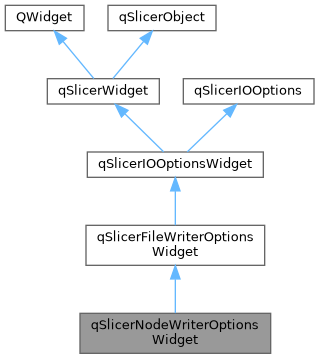 QWidget
qSlicerObject
qSlicerWidget
qSlicerIOOptions
qSlicerIOOptionsWidget
qSlicerFileWriterOptions
Widget
qSlicerNodeWriterOptions
Widget